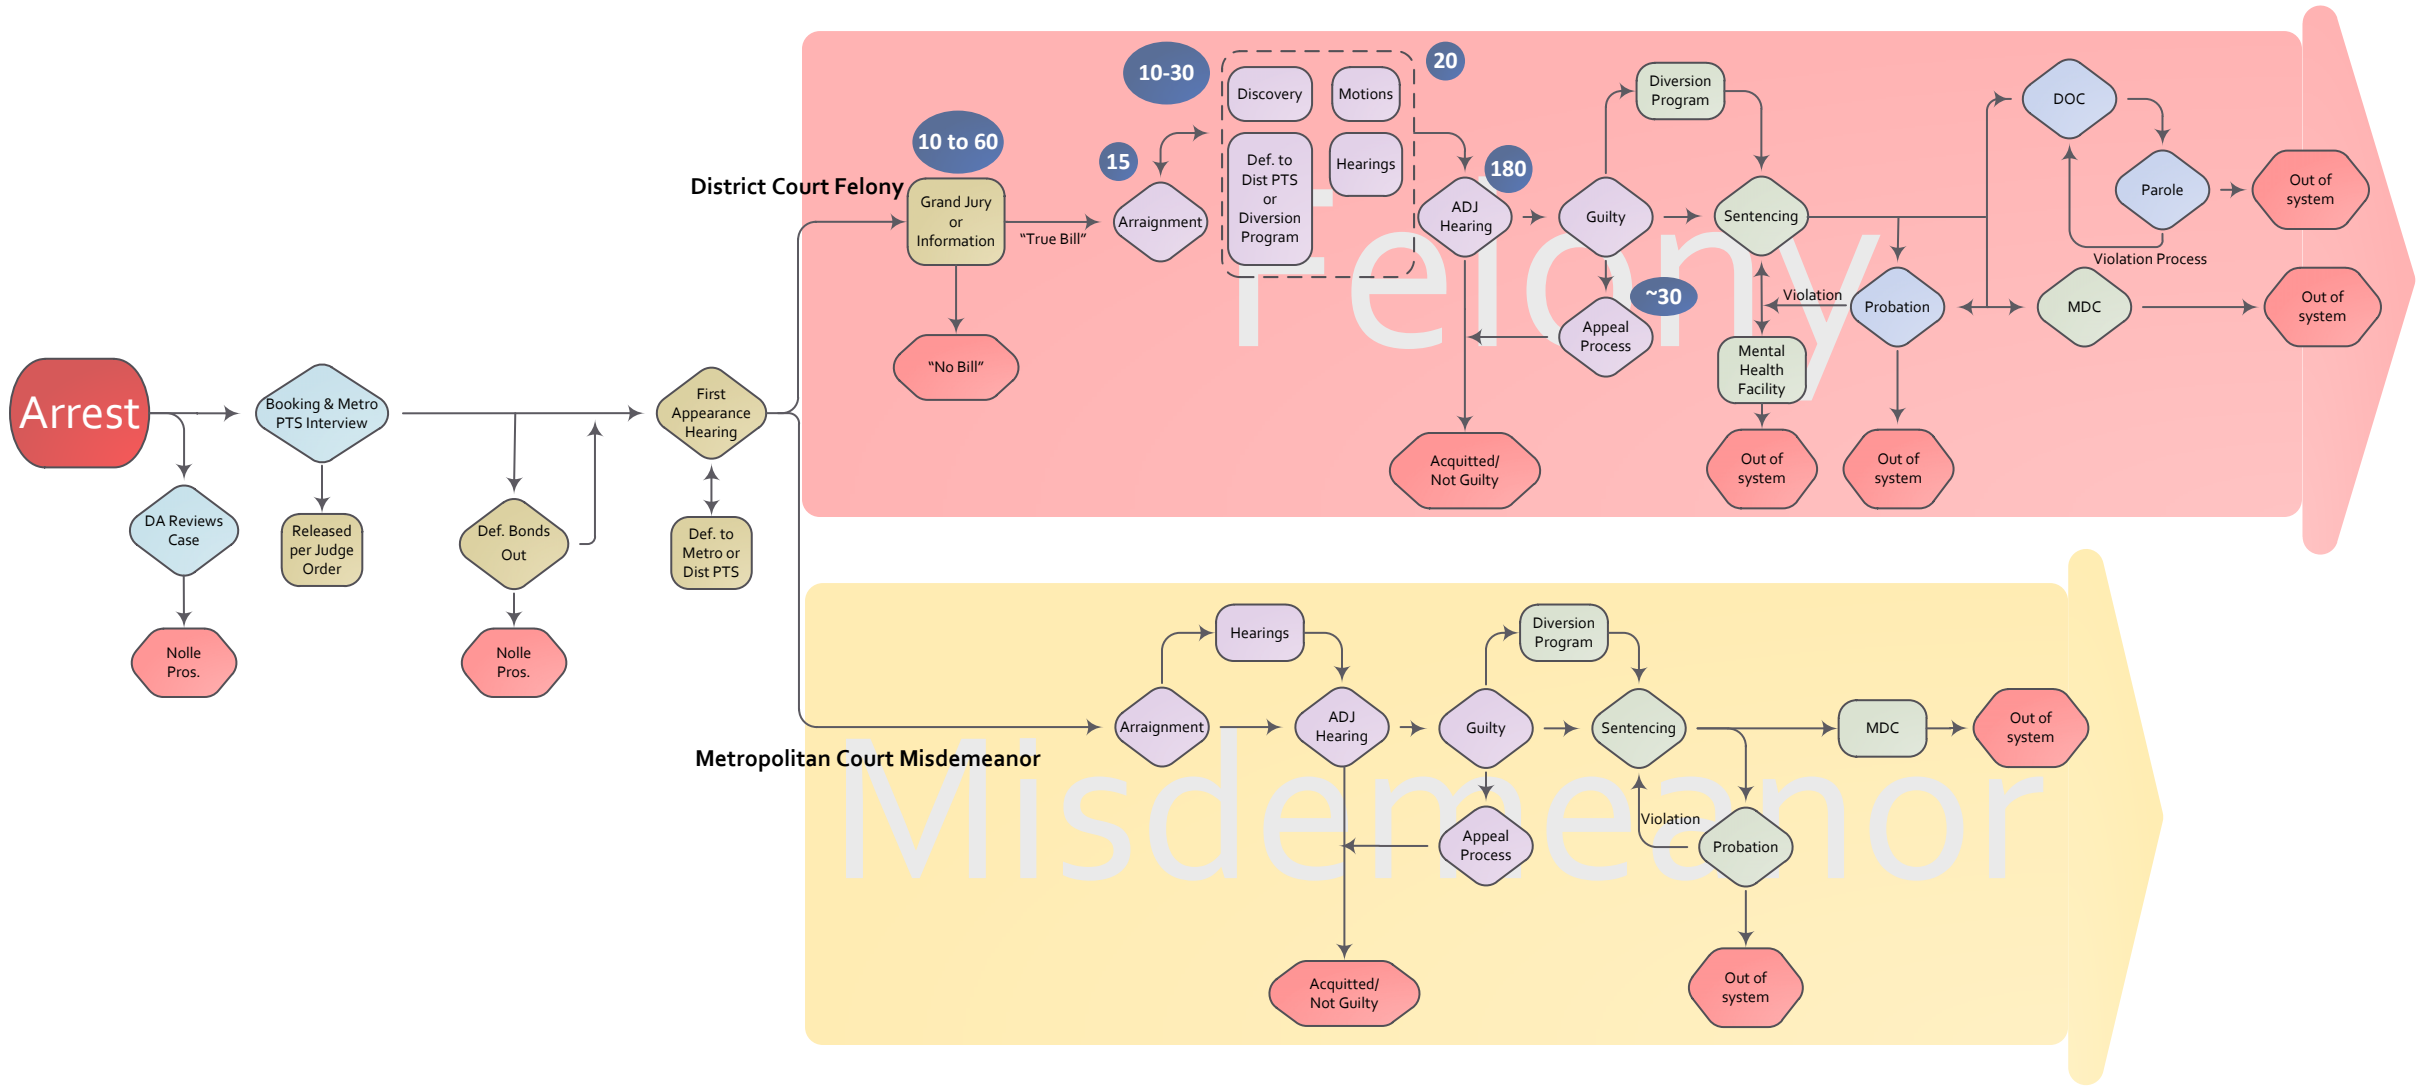 Arrest
Booking & Metro
PTS Interview
DA Reviews
Case
Nolle
Pros.
Released
per Judge
Order
Def. Bonds
Out
Nolle
Pros.
First
Appearance
Hearing
Def. to
Metro or
Dist PTS
District Court Felony
Felony
10 to 60
Grand Jury
or
Information
“True Bill”
“No Bill”
15
Arraignment
10-30
Discovery
Motions
Def. to
Dist PTS
or
Diversion
Program
Hearings
20
ADJ
Hearing
180
Acquitted/
Not Guilty
Guilty
Diversion
Program
~30
Appeal
Process
Sentencing
Violation
Mental
Health
Facility
Out of
system
Probation
Out of
system
DOC
Parole
Violation Process
Out of
system
MDC
Out of
system
Metropolitan Court Misdemeanor
Misdemeanor
Arraignment
Hearings
ADJ
Hearing
Acquitted/
Not Guilty
Guilty
Diversion
Program
Appeal
Process
Sentencing
Violation
Probation
Out of
system
MDC
Out of
system